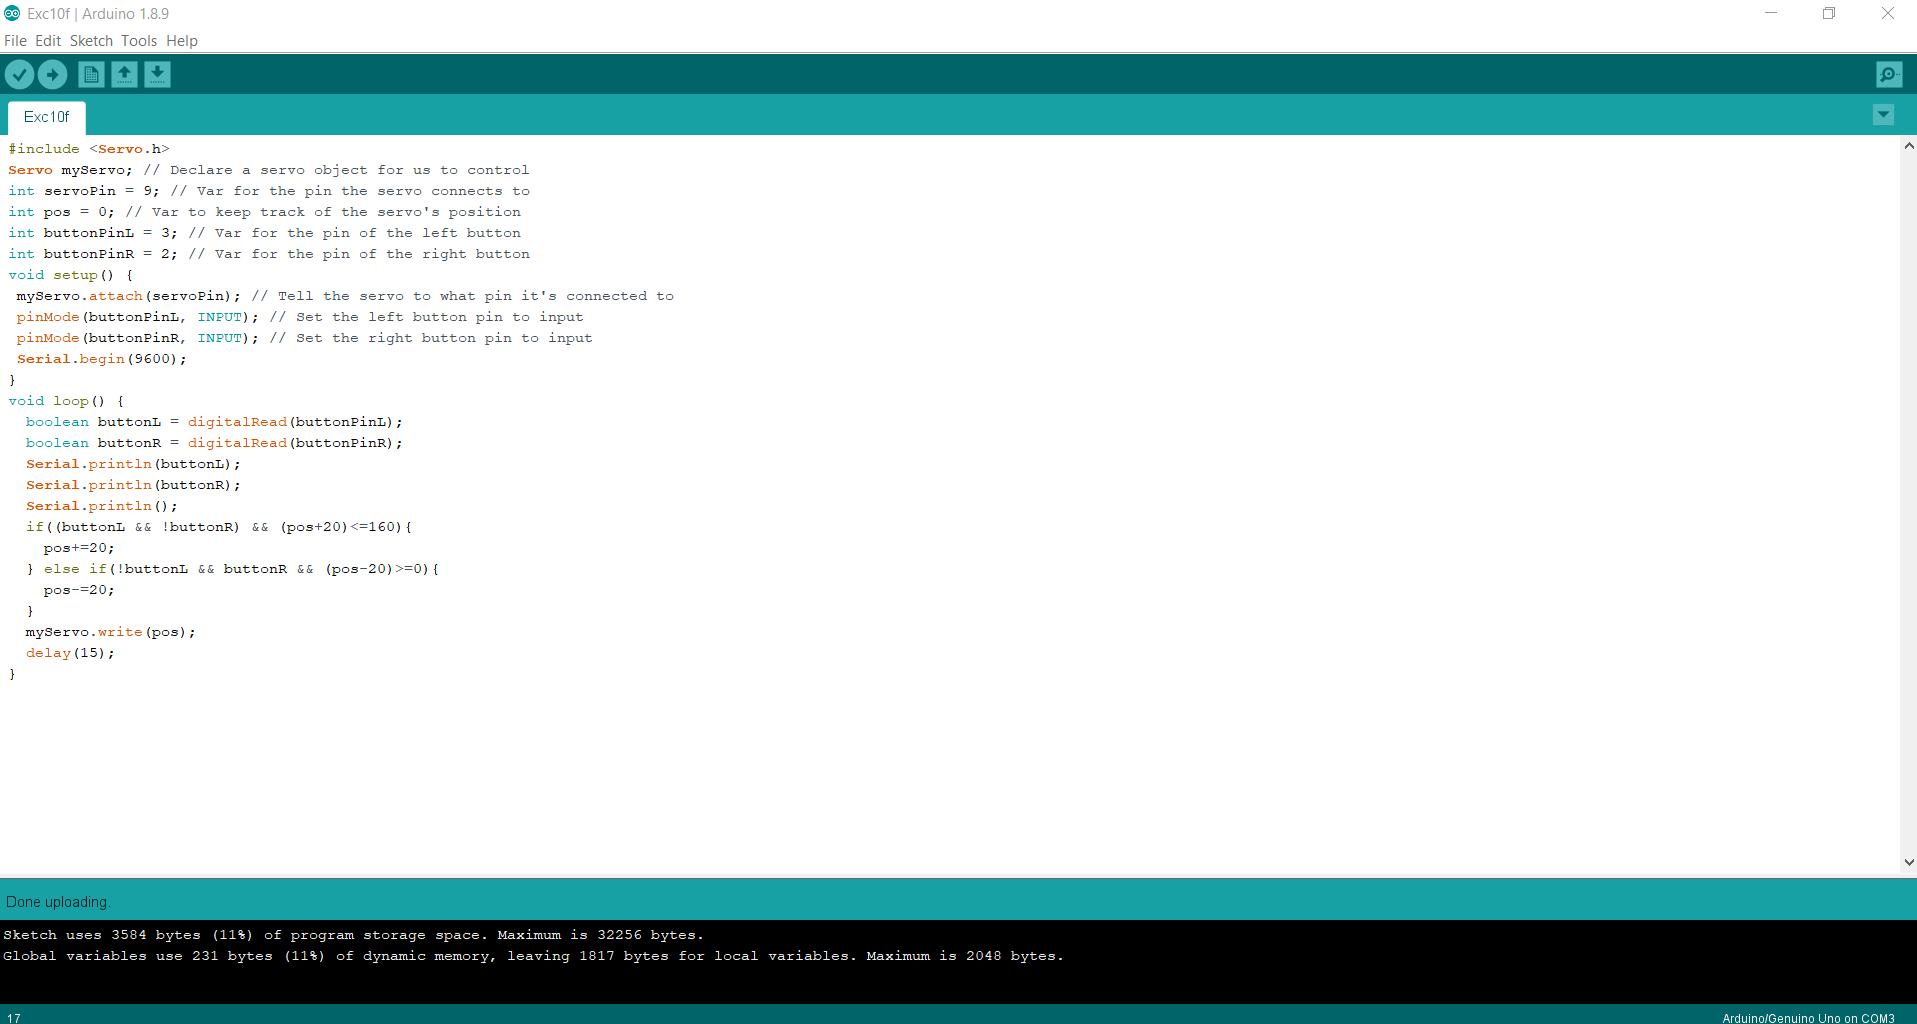 Exc10f | Arduino 1.8.9
File Edit Sketch Tools Help
Exc10f
#include <Servo.h>
Servo myServo; // Declare a servo object for us to control
int servoPin = 9; // Var for the pin the servo connects to
int pos = 0; // Var to keep track of the servo's position
int buttonPinL = 3; // Var for the pin of the left button
int buttonPinR = 2; // Var for the pin of the right button
void setup() {
 myServo.attach(servoPin); // Tell the servo to what pin it's connected to
 pinMode(buttonPinL, INPUT); // Set the left button pin to input
 pinMode(buttonPinR, INPUT); // Set the right button pin to input
 Serial.begin(9600);
}
void loop() {
  boolean buttonL = digitalRead(buttonPinL);
  boolean buttonR = digitalRead(buttonPinR);
  Serial.println(buttonL);
  Serial.println(buttonR);
  Serial.println();
  if((buttonL && !buttonR) && (pos+20)<=160){
    pos+=20;
  } else if(!buttonL && buttonR && (pos-20)>=0){
    pos-=20;
  }
  myServo.write(pos);
  delay(15);
}
Done uploading.
Sketch uses 3584 bytes (11%) of program storage space. Maximum is 32256 bytes.
Global variables use 231 bytes (11%) of dynamic memory, leaving 1817 bytes for local variables. Maximum is 2048 bytes.
17 Arduino/Genuino Uno on COM3